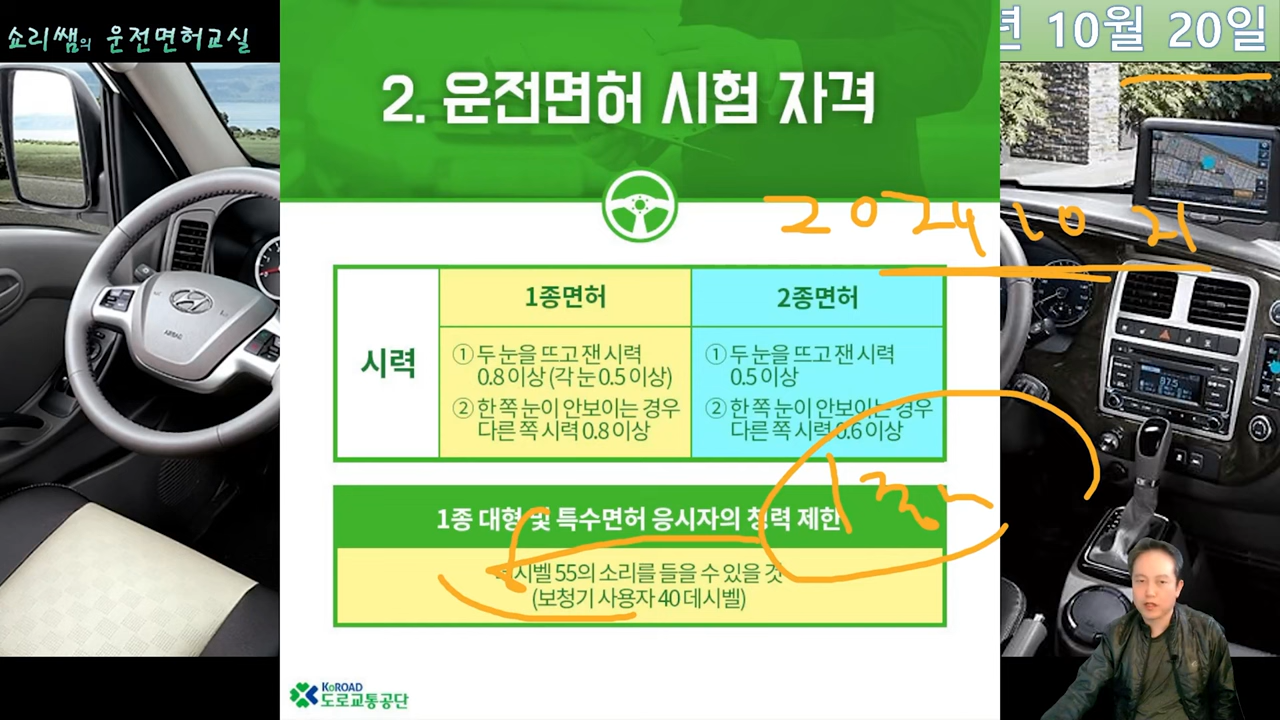 쇼리쌤의 운전면허교실
년 10월 20일
2. 운전면허 시험 자격
2024 10 21
시력
1종면허
① 두 눈을 뜨고 잰 시력
0.8 이상 (각 눈 0.5 이상)
② 한 쪽 눈이 안보이는 경우
다른 쪽 시력 0.8 이상
2종면허
① 두 눈을 뜨고 잰 시력
0.5 이상
② 한 쪽 눈이 안보이는 경우
다른 쪽 시력 0.6 이상
1종 대형 및 특수면허 응시자의 청력 제한
55의 소리를 들을 수 있을 것
(보청기 사용자 40 데시벨)
KoROAD
도로교통공단
AIRBAG
87.5